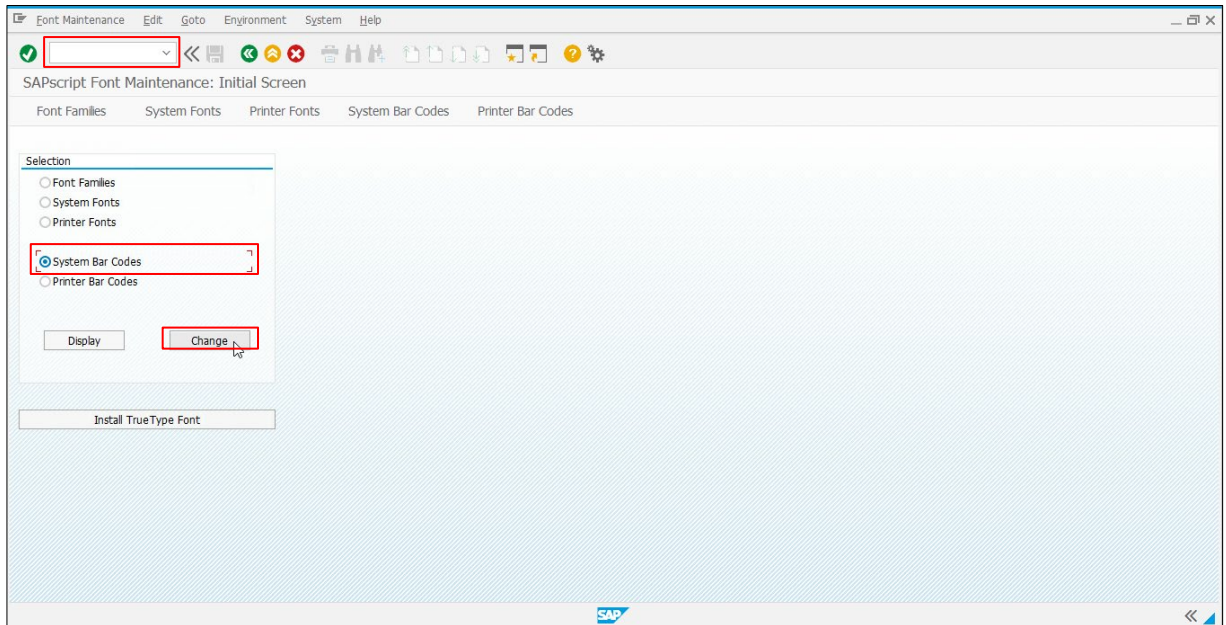 Font Maintenance Edit Goto Environment System Help
SAPscript Font Maintenance: Initial Screen
Font Families System Fonts Printer Fonts System Bar Codes Printer Bar Codes
Selection
Font Families
System Fonts
Printer Fonts
System Bar Codes
Printer Bar Codes
Display Change
Install TrueType Font
SAP